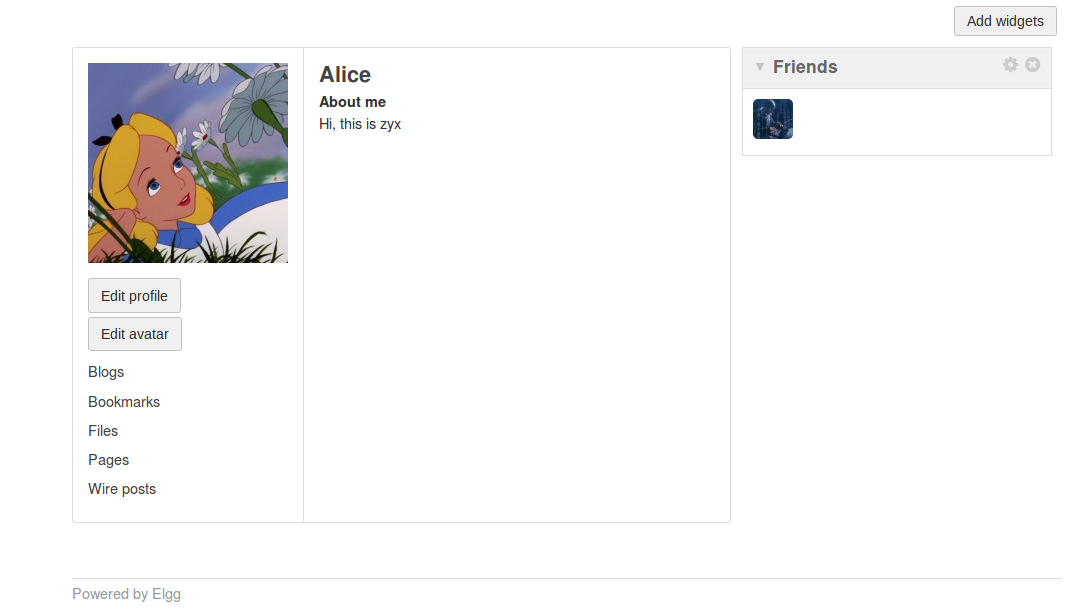 Add widgets
Alice
About me
Hi, this is zyx
Edit profile
Edit avatar
Blogs
Bookmarks
Files
Pages
Wire posts
Friends
Powered by Elgg